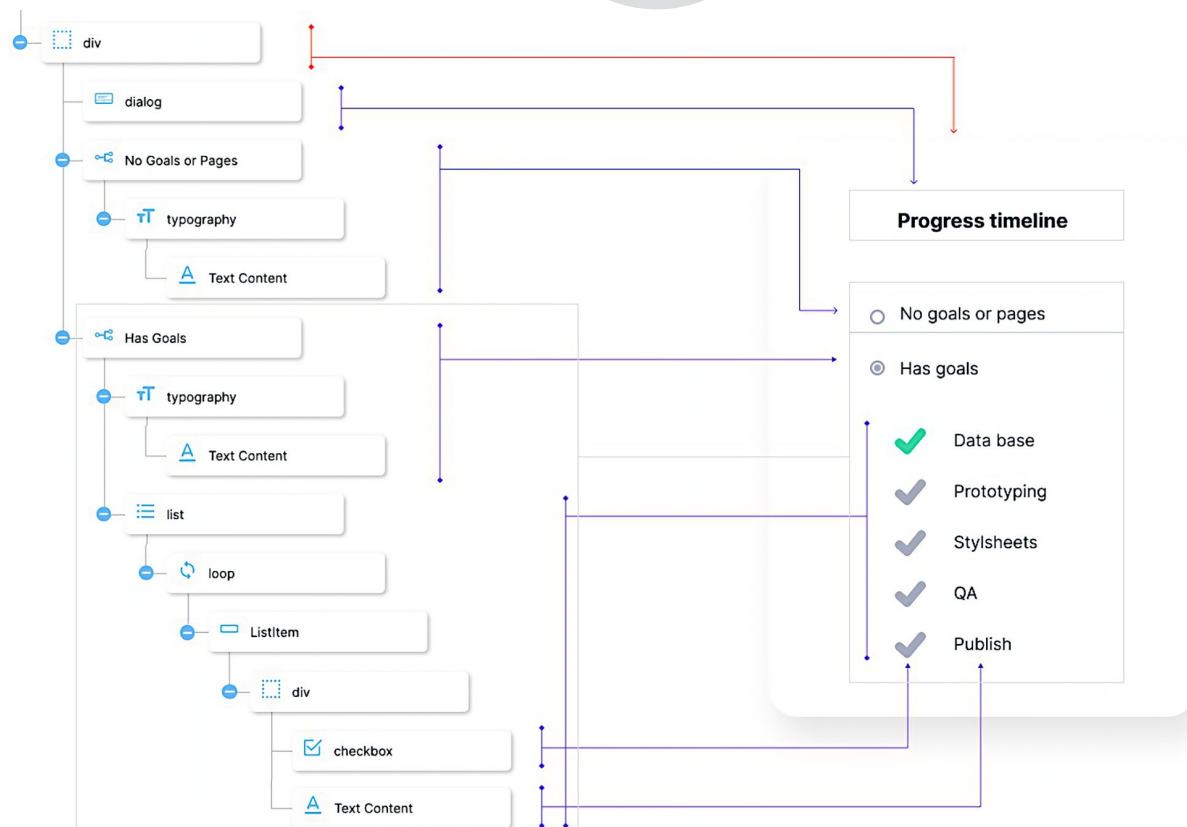 div
dialog
No Goals or Pages
typography
Text Content
Has Goals
typography
Text Content
list
loop
ListItem
div
checkbox
Text Content
Progress timeline
No goals or pages
Has goals
Data base
Prototyping
Stylsheets
QA
Publish